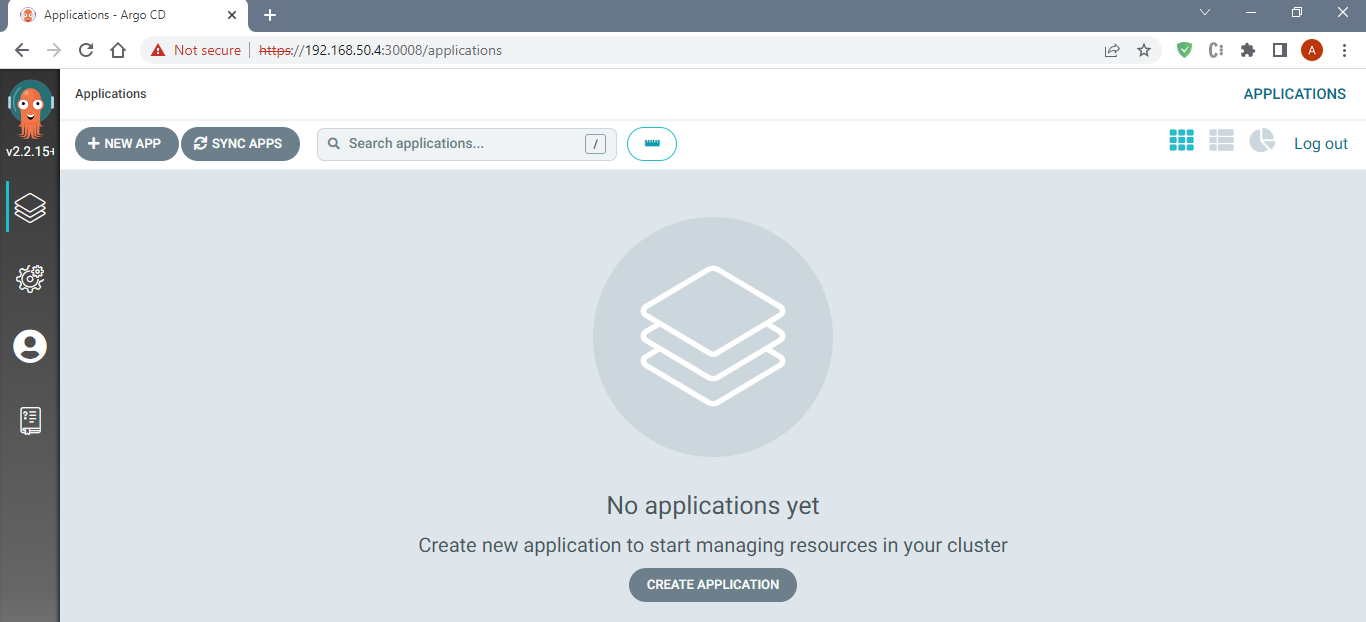 Applications - Argo CD
Not secure https://192.168.50.4:30008/applications
A
v2.2.15+
Applications
APPLICATIONS
NEW APP
SYNC APPS
Search applications...
/
Log out
No applications yet
Create new application to start managing resources in your cluster
CREATE APPLICATION